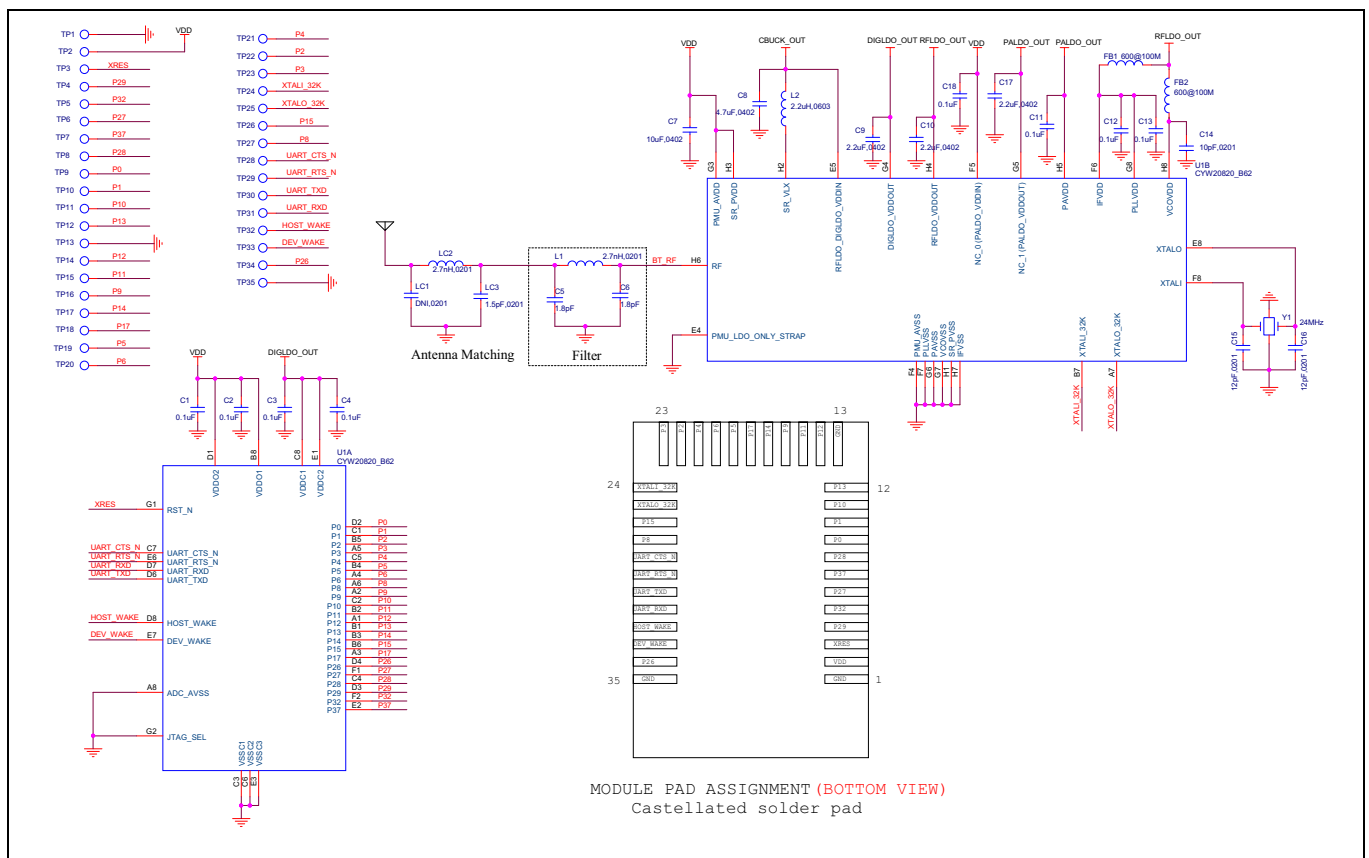 TP1
TP2
VDD
TP3 XRES
TP4 P29
TP5 P32
TP6 P27
TP7 P37
TP8 P28
TP9 P0
TP10 P1
TP11 P10
TP12 P13
TP13
TP14 P12
TP15 P11
TP16 P9
TP17 P14
TP18 P17
TP19 P5
TP20 P6
TP21 P4
TP22 P2
TP23 P3
TP24 XTALI_32K
TP25 XTALO_32K
TP26 P15
TP27 P8
TP28 UART_CTS_N
TP29 UART_RTS_N
TP30 UART_TXD
TP31 UART_RXD
TP32 HOST_WAKE
TP33 DEV_WAKE
TP34 P26
TP35
VDD
CBUCK_OUT
DIGLDO_OUT
RFLDO_OUT
VDD
PALDO_OUT
PALDO_OUT
RFLDO_OUT
FB1 600@100M
FB2
600@100M
C7
10uF,0402
C8
4.7uF,0402
L2
2.2uH,0603
C9
2.2uF,0402
C10
2.2uF,0402
C18
0.1uF
C17
2.2uF,0402
C11
0.1uF
C12
0.1uF
C13
0.1uF
C14
10pF,0201
U1B
CYW20820_B62
G3 PMU_AVDD
H3 SR_PVDD
H2 SR_VLX
E5 RFLDO_DIGLDO_VDDIN
G4 DIGLDO_VDDOUT
H4 RFLDO_VDDOUT
F5 NC_0 (PALDO_VDDIN)
G5 NC_1 (PALDO_VDDOUT)
H5 PAVDD
F6 IFVDD
G8 PLLVDD
H8 VCOVDD
BT_RF H6 RF
E4 PMU_LDO_ONLY_STRAP
XTALO E8
XTALI F8
Y1
24MHz
C15
12pF,0201
C16
12pF,0201
F4 PMU_AVSS
F7 PLLVSS
G6 PAVSS
G7 VCOVSS
H1 SR_PVSS
H7 IFVSS
XTALI_32K B7 XTALI_32K
XTALO_32K A7 XTALO_32K
LC2
2.7nH,0201
LC1
DNI,0201
LC3
1.5pF,0201
Antenna Matching
L1 2.7nH,0201
C5
1.8pF
C6
1.8pF
Filter
VDD
DIGLDO_OUT
C1
0.1uF
C2
0.1uF
C3
0.1uF
C4
0.1uF
U1A
CYW20820_B62
D1 VDDO2
B8 VDDO1
C8 VDDC1
E1 VDDC2
XRES G1 RST_N
UART_CTS_N C7 UART_CTS_N
UART_RTS_N E6 UART_RTS_N
UART_RXD D7 UART_RXD
UART_TXD D6 UART_TXD
HOST_WAKE D8 HOST_WAKE
DEV_WAKE E7 DEV_WAKE
A8 ADC_AVSS
G2 JTAG_SEL
C3 VSSC1
C6 VSSC2
E3 VSSC3
P0 D2 P0
P1 C1 P1
P2 B5 P2
P3 A5 P3
P4 C5 P4
P5 B4 P5
P6 A4 P6
P8 A6 P8
P9 A2 P9
P10 C2 P10
P11 B2 P11
P12 A1 P12
P13 B1 P13
P14 B3 P14
P15 B6 P15
P17 A3 P17
P26 D4 P26
P27 F1 P27
P28 C4 P28
P29 D3 P29
P32 F2 P32
P37 E2 P37
23 13
P3 P2 P4 P6 P5 P17 P14 P9 P11 P12 GND
24 XTALI_32K P13 12
XTALO_32K P10
P15 P1
P8 P0
UART_CTS_N P28
UART_RTS_N P37
UART_TXD P27
UART_RXD P32
HOST_WAKE P29
DEV_WAKE XRES
P26 VDD
35 GND GND 1
MODULE PAD ASSIGNMENT (BOTTOM VIEW)
Castellated solder pad